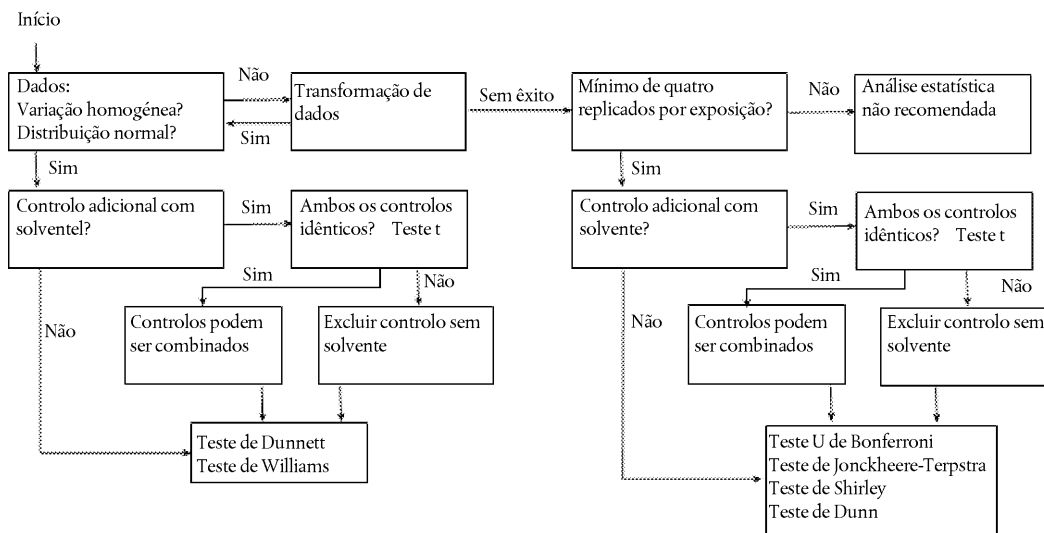 Início
Dados:
Variação homogénea?
Distribuição normal?
Não
Sim
Transformação de
dados
Sem êxito
Mínimo de quatro
replicados por exposição?
Não
Análise estatística
não recomendada
Sim
Sim
Controlo adicional com
solventel?
Sim
Ambos os controlos
idênticos? Teste t
Controlo adicional com
solvente?
Sim
Ambos os controlos
idênticos? Teste t
Sim
Não
Sim
Não
Não
Controlos podem
ser combinados
Excluir controlo sem
solvente
Não
Controlos podem
ser combinados
Excluir controlo sem
solvente
Teste de Dunnett
Teste de Williams
Teste U de Bonferroni
Teste de Jonckheere-Terpstra
Teste de Shirley
Teste de Dunn